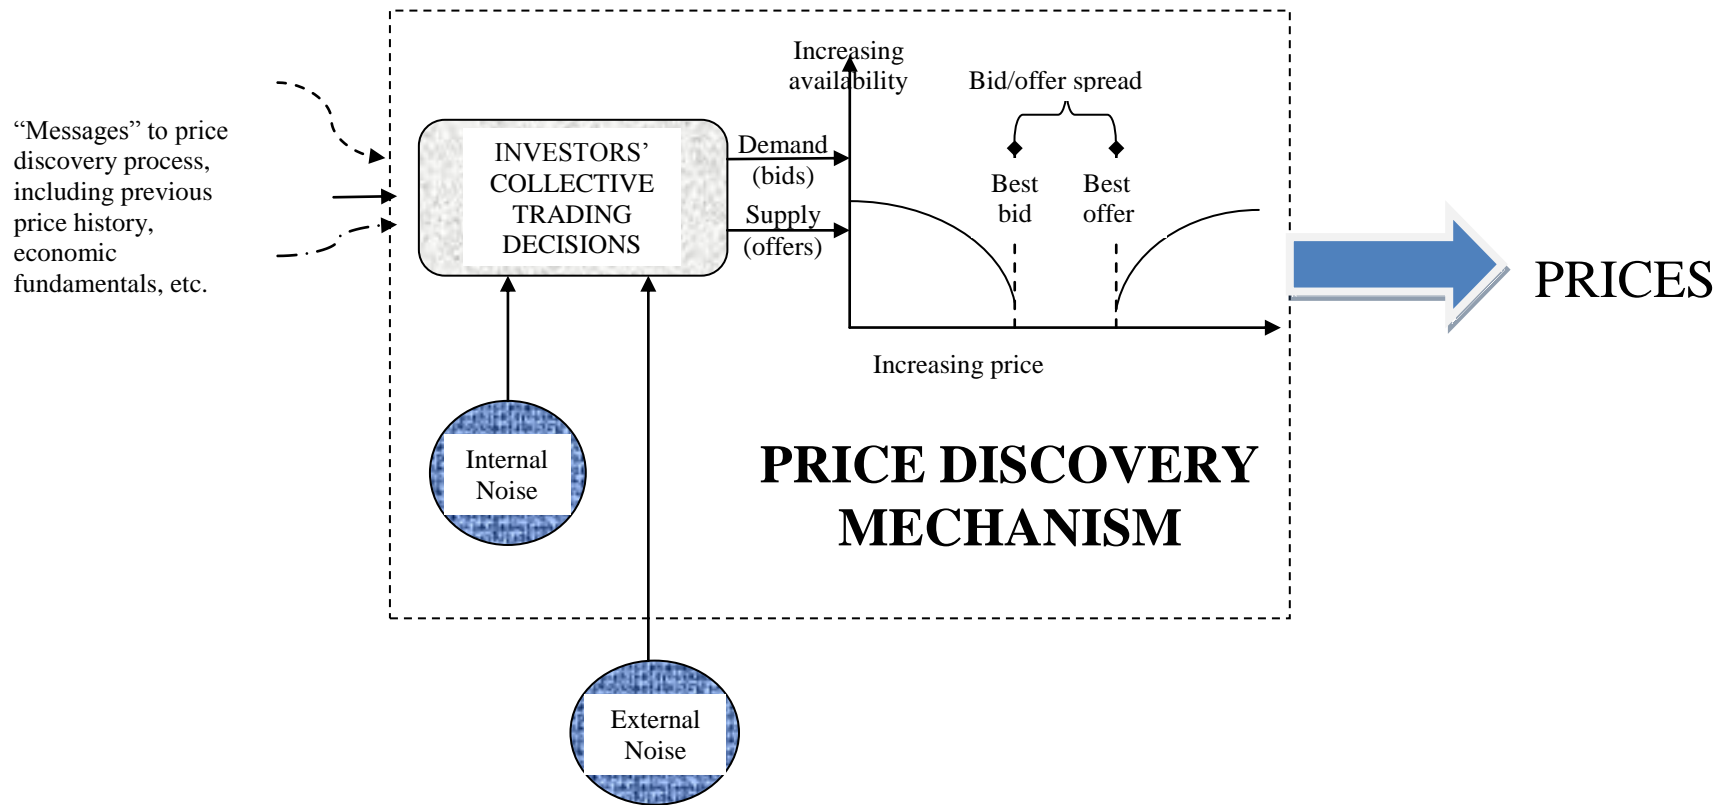 “Messages” to price
discovery process,
including previous
price history,
economic
fundamentals, etc.
INVESTORS’
COLLECTIVE
TRADING
DECISIONS
Demand
(bids)
Supply
(offers)
Increasing
availability
Bid/offer spread
Best
bid
Best
offer
Increasing price
PRICES
Internal
Noise
PRICE DISCOVERY
MECHANISM
External
Noise